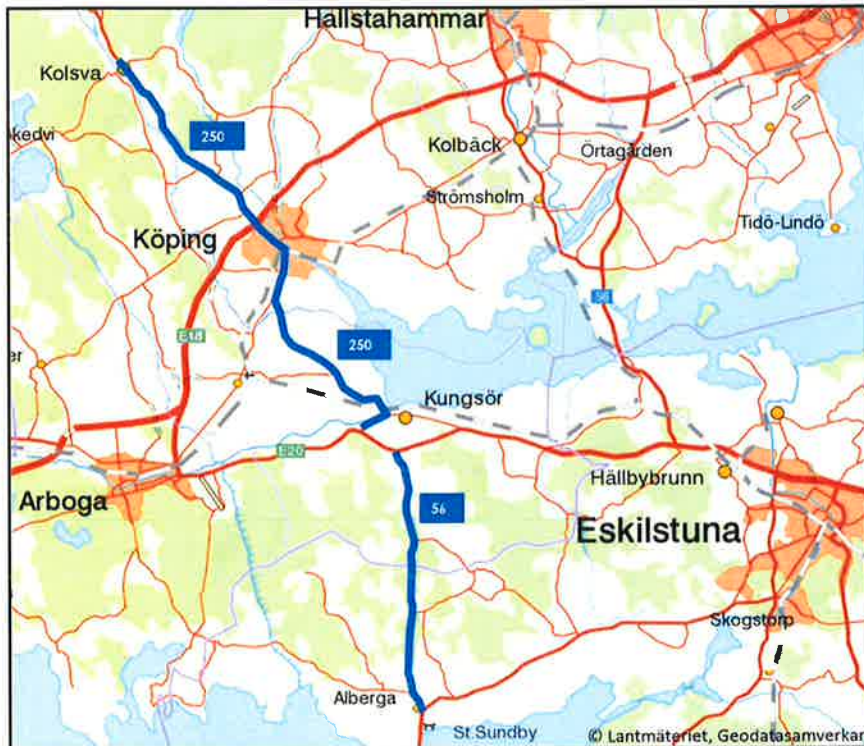 Hallstahammar
Kolsva
250
Kolbäck
Örtagården
Strömsholm
Tidö-Lindö
Köping
56
E18
250
Kungsör
E20
Hällbybrunn
Arboga
56
Eskilstuna
Skogstorp
Alberga
St.Sundby
© Lantmäteriet, Geodatasamverkan